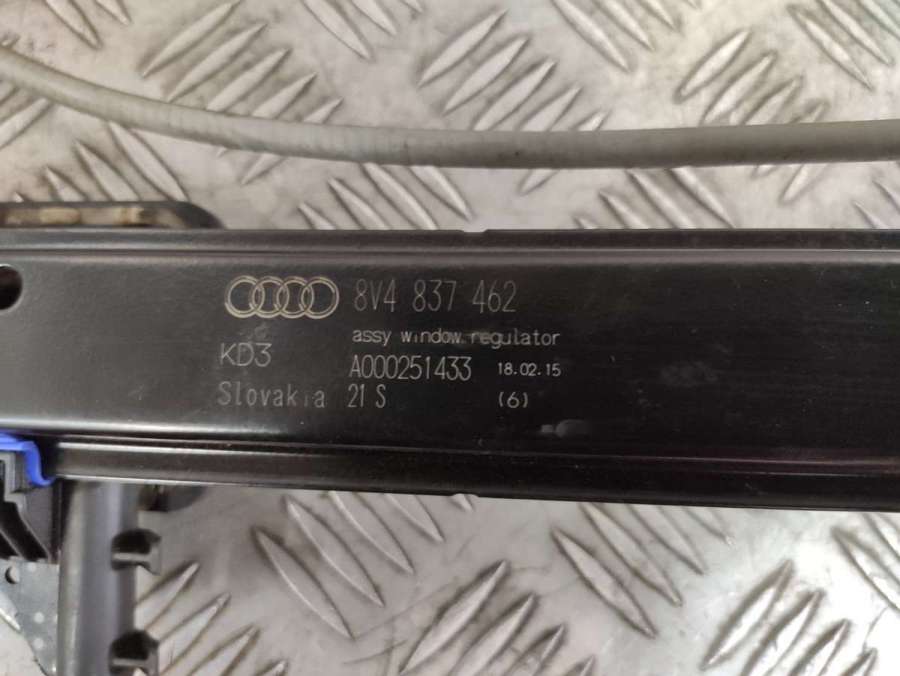 8V4 837 462
assy window regulator
KD3 A000251433 18.02.15
Slovakia 21 S (6)